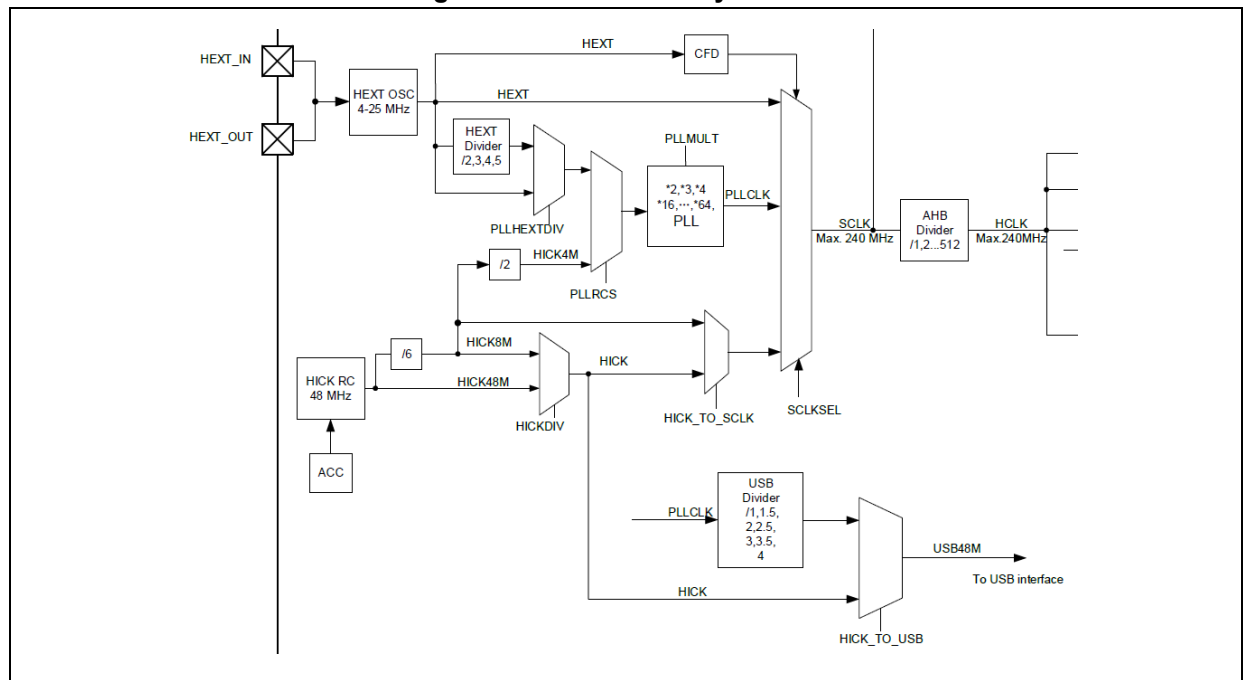 HEXT_IN
HEXT_OUT
HEXT OSC
4-25 MHz
HEXT
CFD
HEXT
HEXT
Divider
/2,3,4,5
PLLHEXTDIV
PLLMULT
*2,*3,*4
*16,···,*64,
PLL
PLLCLK
/2
HICK4M
PLLRCS
SCLK
Max. 240 MHz
AHB
Divider
/1,2...512
HCLK
Max.240MHz
/6
HICK8M
HICK RC
48 MHz
HICK48M
HICKDIV
HICK
HICK_TO_SCLK
SCLKSEL
ACC
PLLCLK
USB
Divider
/1,1.5,
2,2.5,
3,3.5,
4
HICK
USB48M
To USB interface
HICK_TO_USB